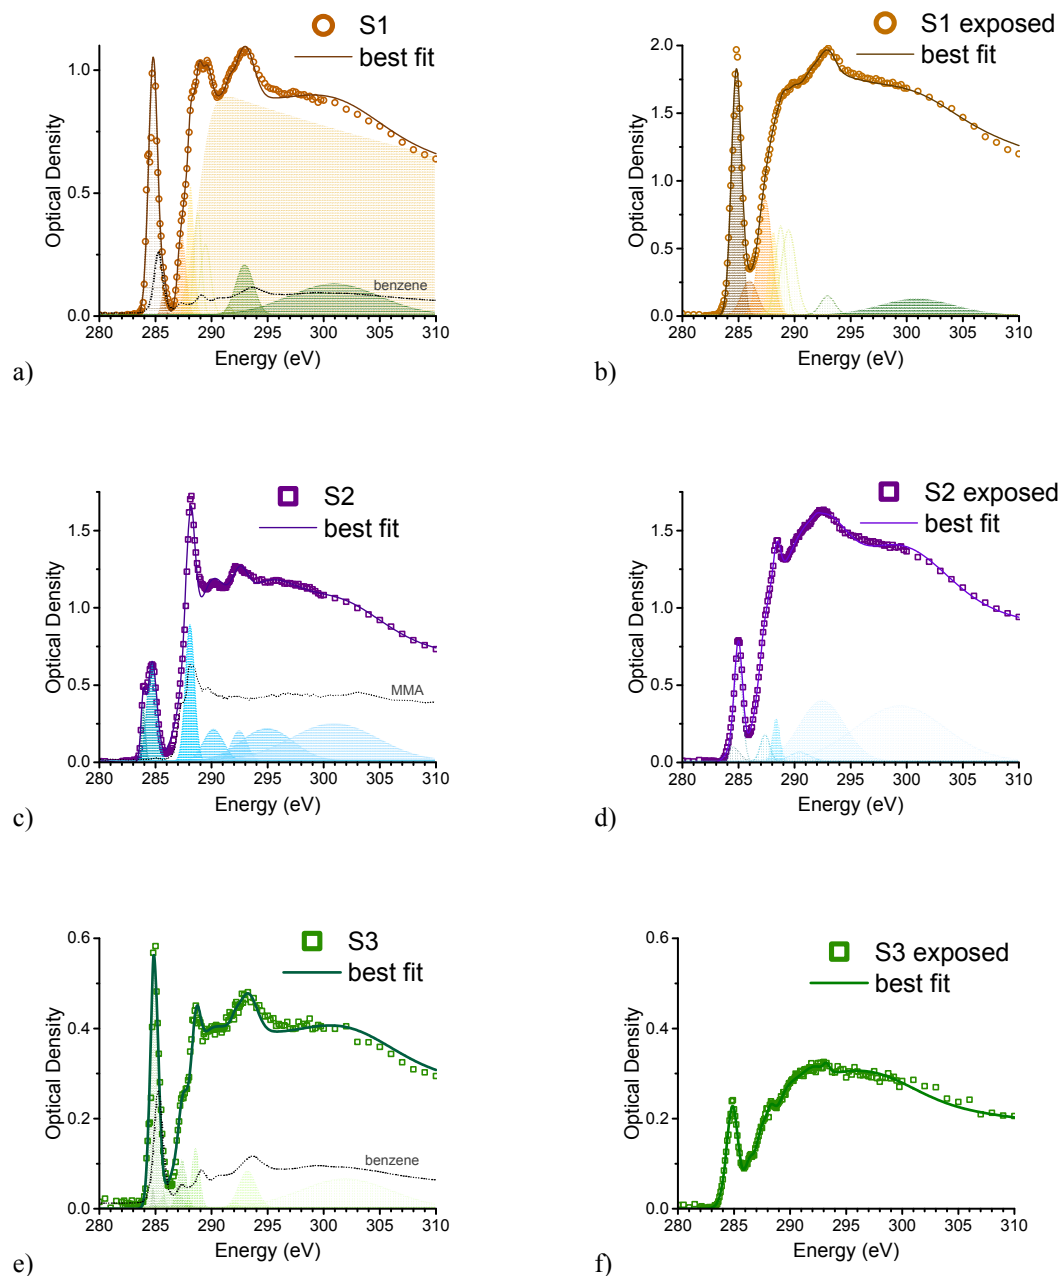 S1
best fit
1.0
0.5
0.0
Optical Density
benzene
280 285 290 295 300 305 310
Energy (eV)
a)
S1 exposed
best fit
2.0
1.5
1.0
0.5
0.0
Optical Density
280 285 290 295 300 305 310
Energy (eV)
b)
S2
best fit
1.5
1.0
0.5
0.0
Optical Density
MMA
280 285 290 295 300 305 310
Energy (eV)
c)
S2 exposed
best fit
1.5
1.0
0.5
0.0
Optical Density
280 285 290 295 300 305 310
Energy (eV)
d)
S3
best fit
0.6
0.4
0.2
0.0
Optical Density
benzene
280 285 290 295 300 305 310
Energy (eV)
e)
S3 exposed
best fit
0.6
0.4
0.2
0.0
Optical Density
280 285 290 295 300 305 310
Energy (eV)
f)